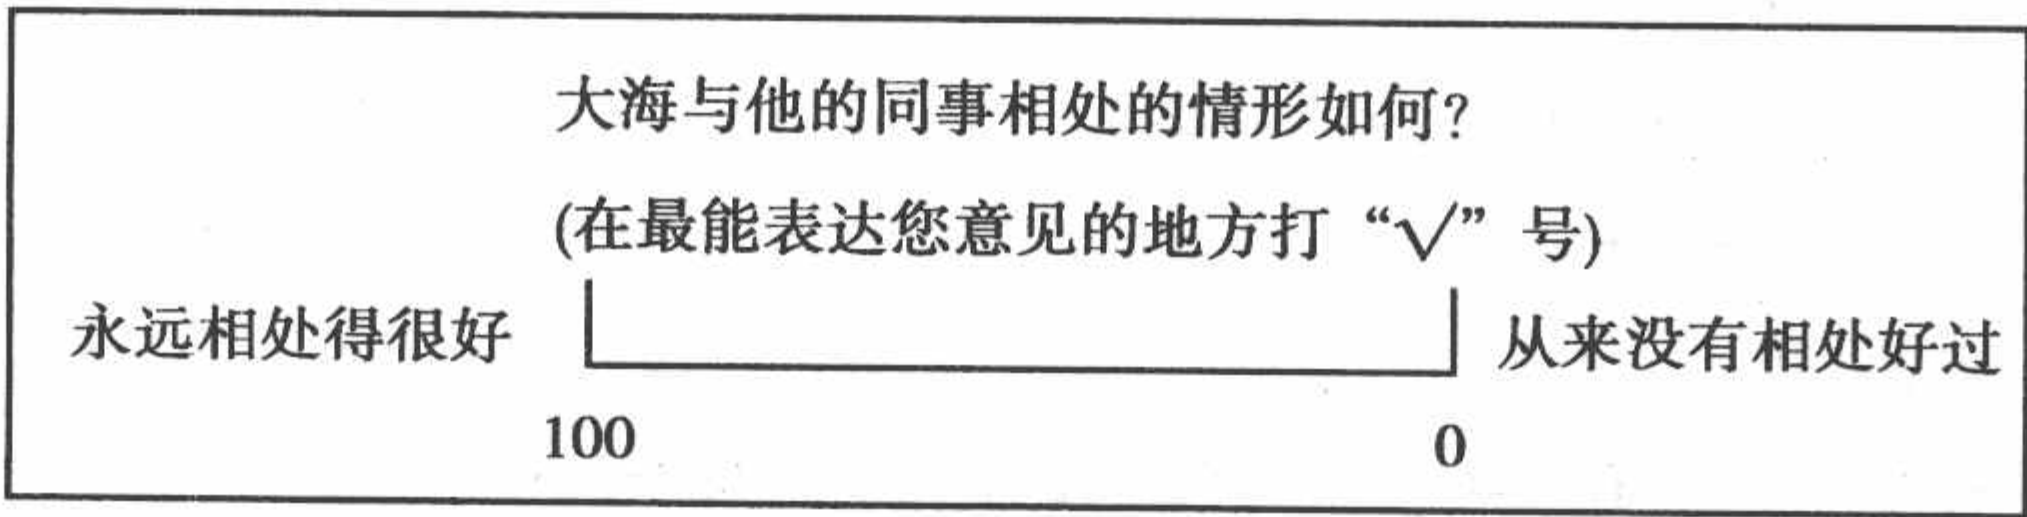 大海与他的同事相处的情形如何?
(在最能表达您意见的地方打“√”号)
永远相处得很好 从来没有相处好过
100 0